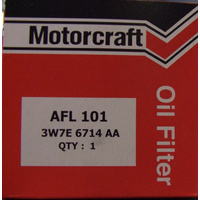 Motorcraft
AFL 101
3W7E 6714 AA
QTY : 1
Oil Filter